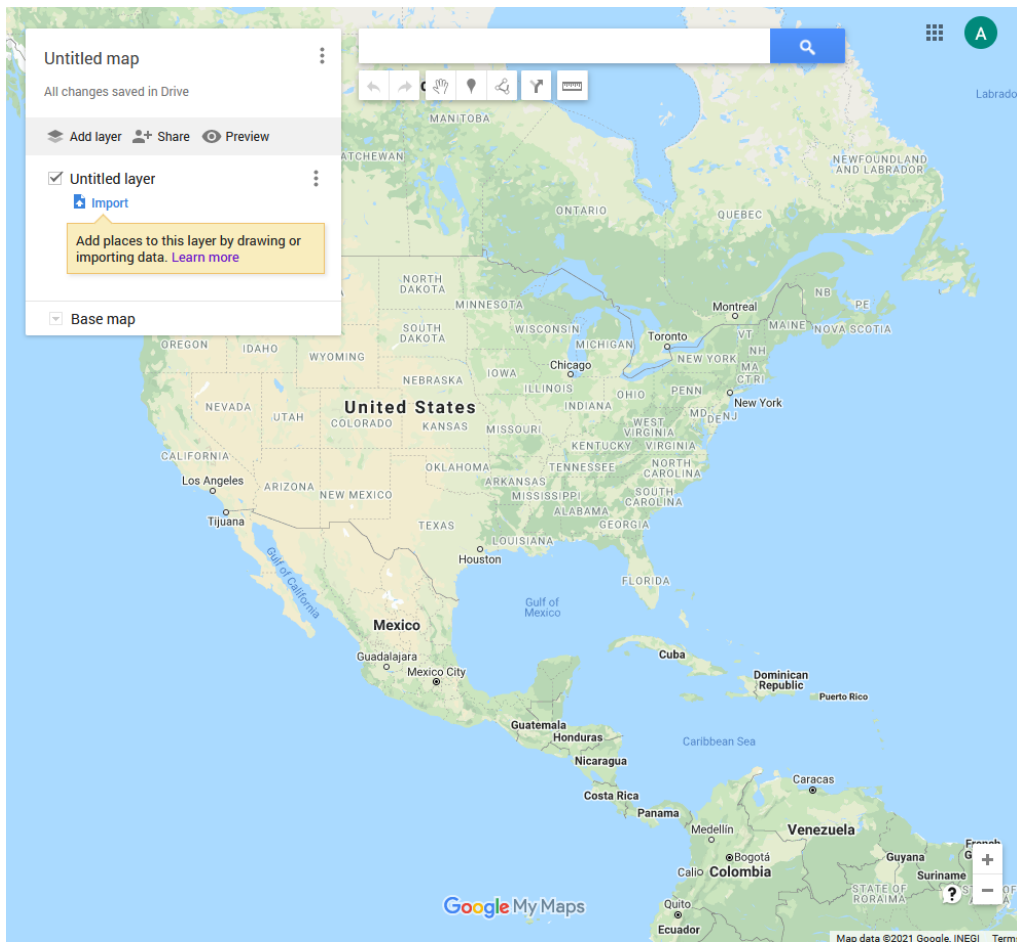 Untitled map
All changes saved in Drive
Add layer Share Preview
Untitled layer
Import
Add places to this layer by drawing or
importing data. Learn more
Base map
A
Labrado
MANITOBA
ATCHEWAN
NEWFOUNDLAND
AND LABRADOR
ONTARIO
QUEBEC
NORTH
DAKOTA
MINNESOTA
NB
PE
Montreal
SOUTH
DAKOTA
WISCONSIN
MICHIGAN
Toronto
VT
MAINE
NOVA SCOTIA
OREGON
IDAHO
WYOMING
NEW YORK
NH
MA
CT RI
Chicago
IOWA
NEBRASKA
ILLINOIS
OHIO
PENN
New York
NEVADA
UTAH
United States
COLORADO
KANSAS
MISSOURI
INDIANA
WEST
VIRGINIA
MD
DE
NJ
KENTUCKY
VIRGINIA
CALIFORNIA
Los Angeles
ARIZONA
NEW MEXICO
OKLAHOMA
ARKANSAS
TENNESSEE
NORTH
CAROLINA
MISSISSIPPI
SOUTH
CAROLINA
ALABAMA
GEORGIA
Tijuana
TEXAS
LOUISIANA
Houston
Gulf of California
FLORIDA
Gulf of
Mexico
Mexico
Guadalajara
Mexico City
Cuba
Dominican
Republic
Puerto Rico
Guatemala
Honduras
Caribbean Sea
Nicaragua
Costa Rica
Panama
Caracas
Medellín
Venezuela
Bogotá
Cali
Colombia
Guyana
French
G
Suriname
STATE OF
RORAIMA
STATE OF
A
Quito
Ecuador
+
−
?
Google My Maps
Map data ©2021 Google, INEGI Terms